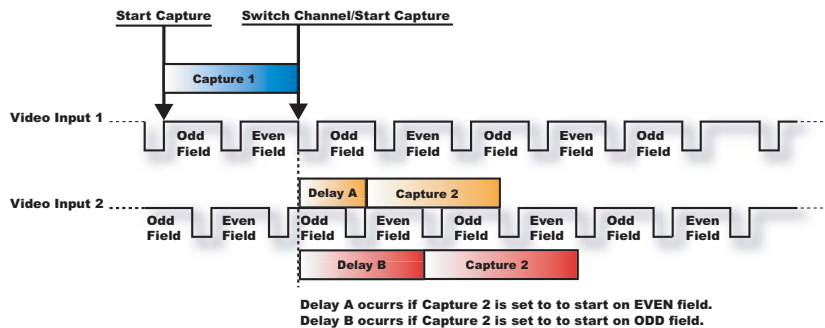 Start Capture
Switch Channel/Start Capture
Capture 1
Video Input 1
Odd Field
Even Field
Odd Field
Even Field
Odd Field
Even Field
Odd Field
Delay A
Capture 2
Video Input 2
Odd Field
Even Field
Odd Field
Even Field
Odd Field
Even Field
Odd Field
Even Field
Delay B
Capture 2
Delay A ocurrs if Capture 2 is set to to start on EVEN field.
Delay B ocurrs if Capture 2 is set to to start on ODD field.